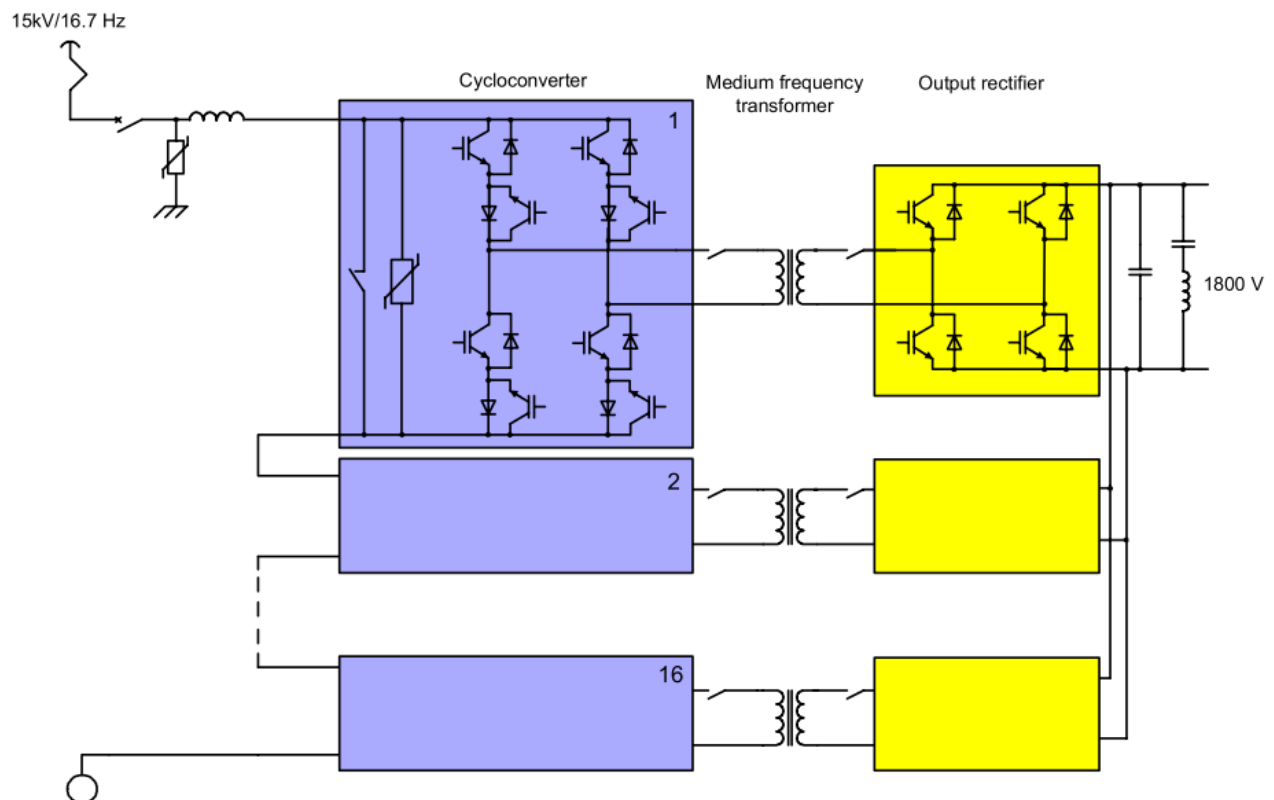 15kV/16.7 Hz
Cycloconverter
Medium frequency
transformer
Output rectifier
1
1800 V
2
16